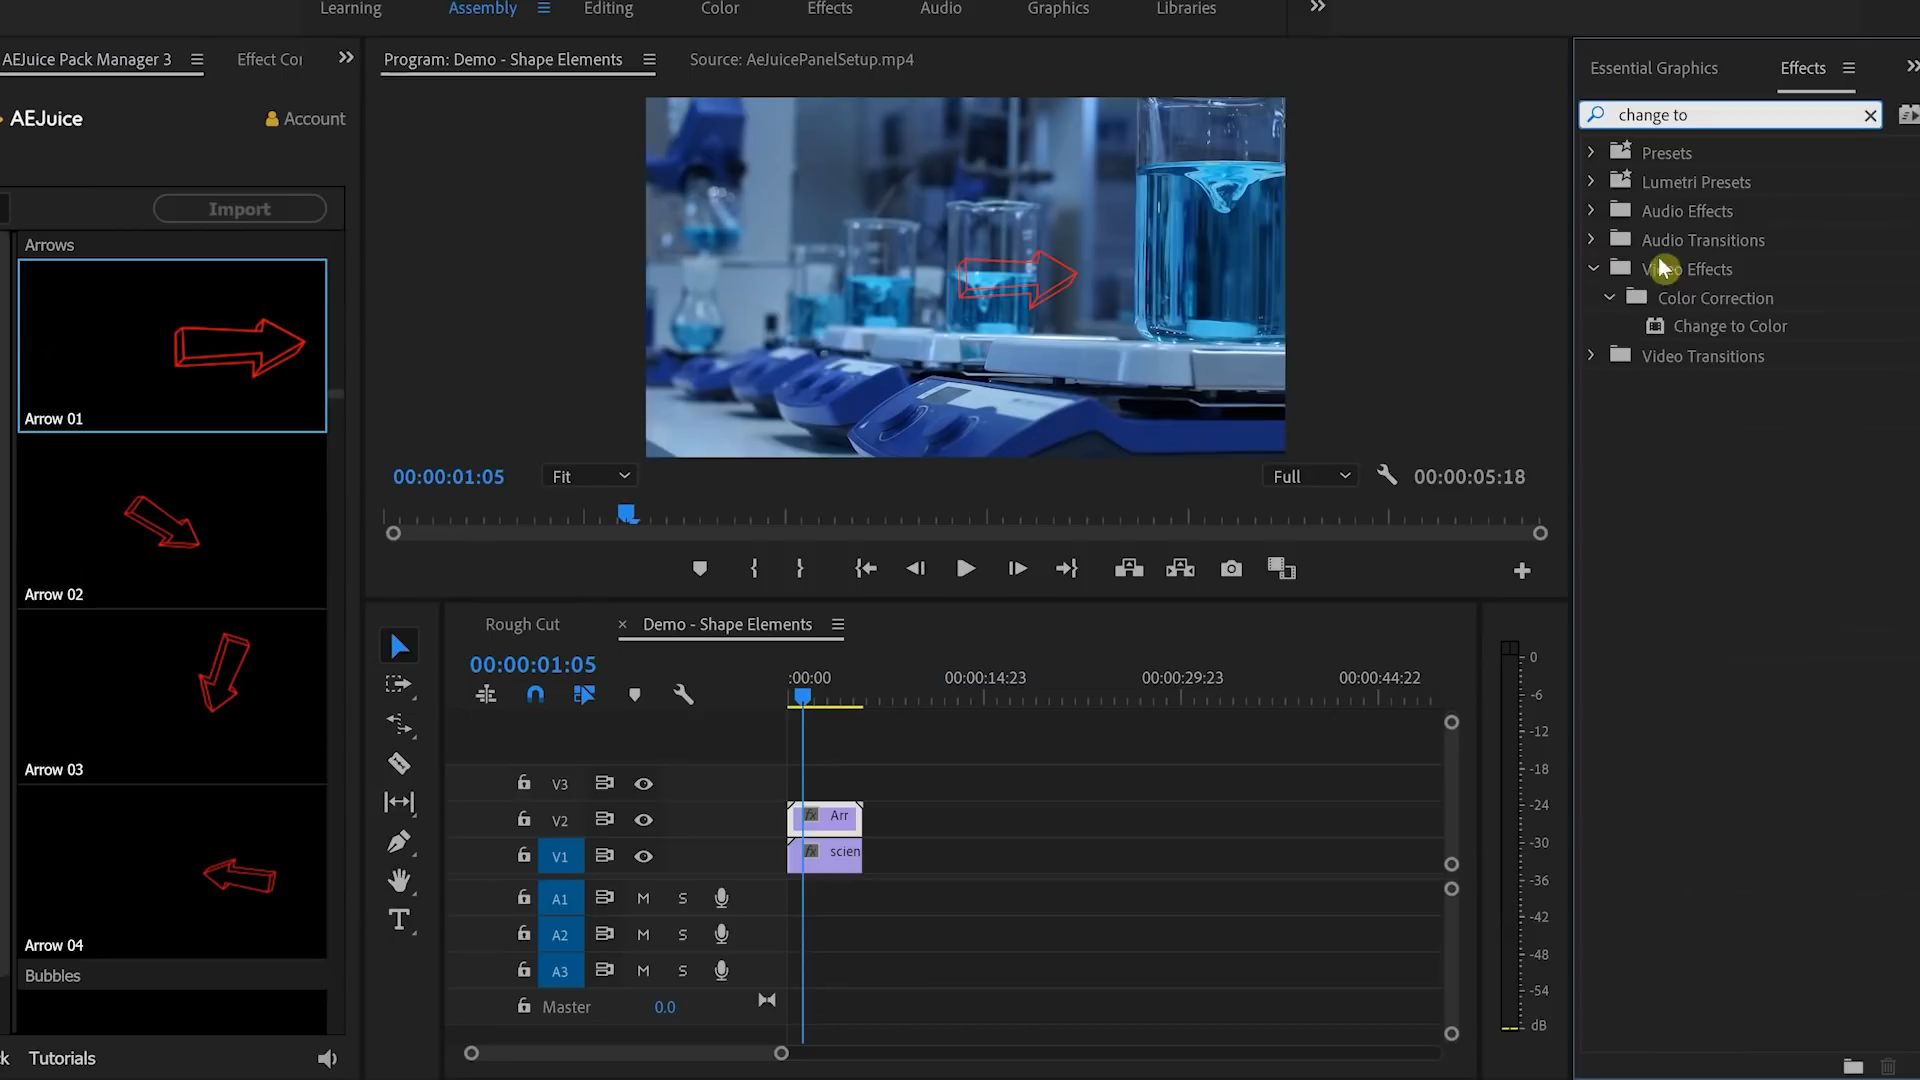 Learning Assembly Editing Color Effects Audio Graphics Libraries
AEJuice Pack Manager 3
AEJuice
Account
Import
Arrows
Arrow 01
Arrow 02
Arrow 03
Arrow 04
Bubbles
Tutorials
Program: Demo - Shape Elements Source: AeJuicePanelSetup.mp4
00:00:01:05 Fit Full 00:00:05:18
Rough Cut × Demo - Shape Elements
00:00:01:05
:00:00 00:00:14:23 00:00:29:23 00:00:44:22
V3
V2 fx Arr
V1 fx scien
A1 M S
A2 M S
A3 M S
Master 0.0
0
-6
-12
-18
-24
-30
-36
-42
-48
-54
dB
Essential Graphics Effects
change to
Presets
Lumetri Presets
Audio Effects
Audio Transitions
Video Effects
Color Correction
Change to Color
Video Transitions